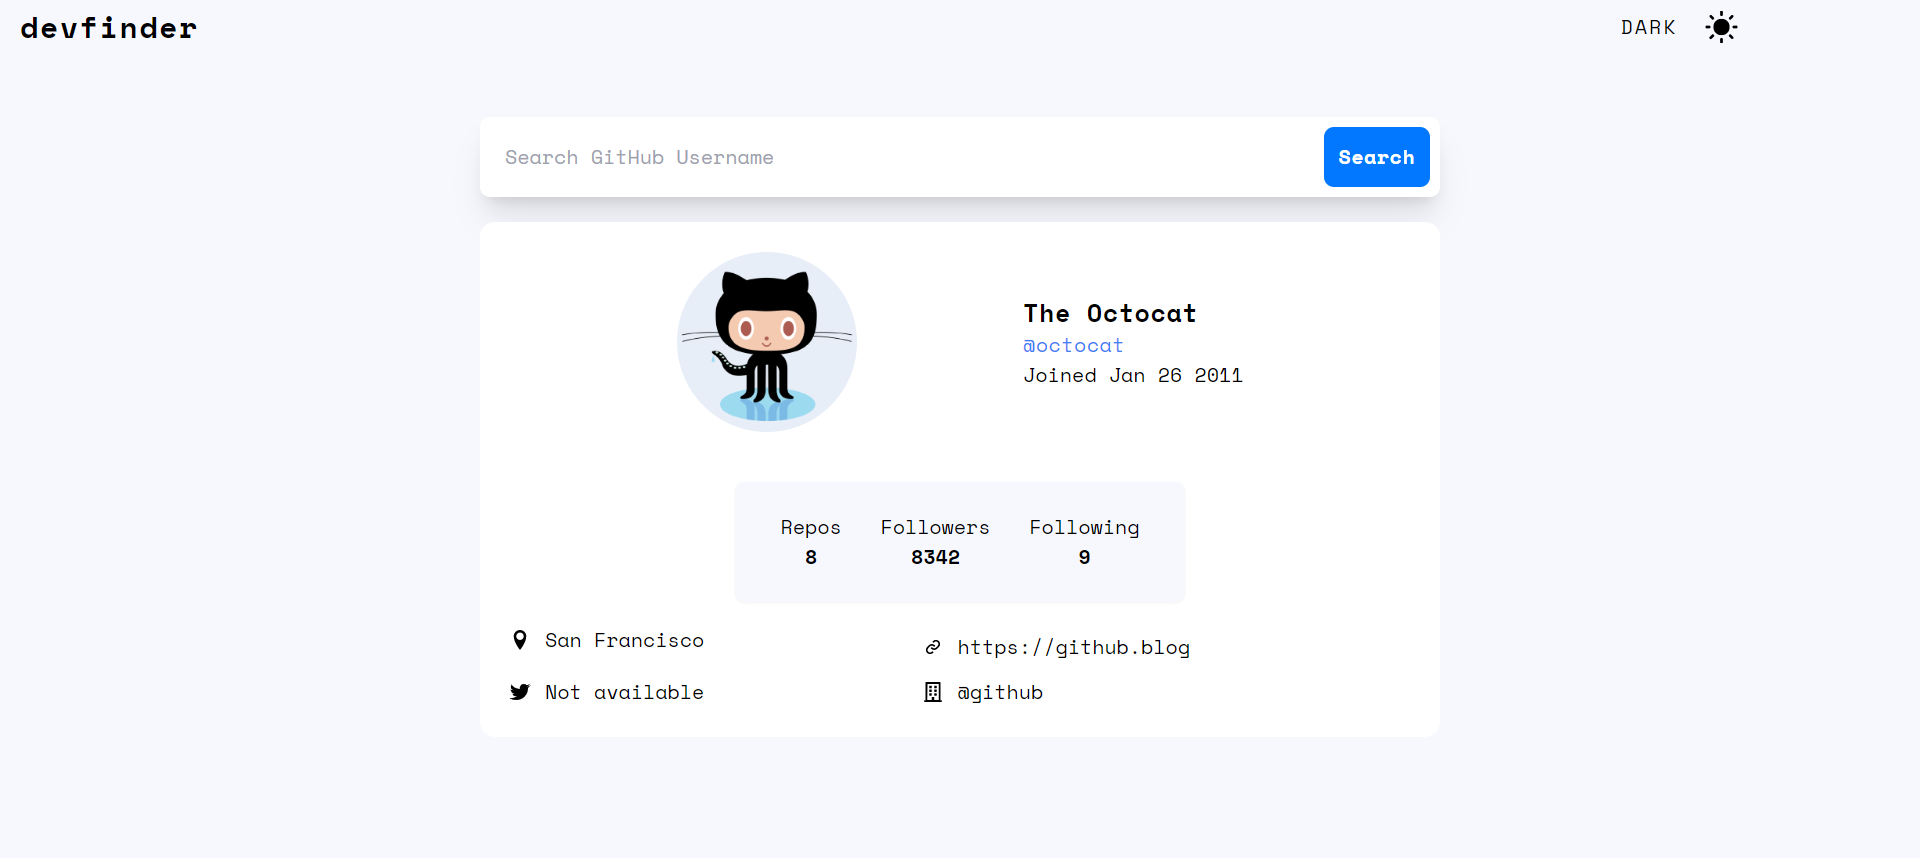 devfinder
DARK
Search GitHub Username
Search
The Octocat
@octocat
Joined Jan 26 2011
Repos Followers Following
8 8342 9
San Francisco
https://github.blog
Not available
@github